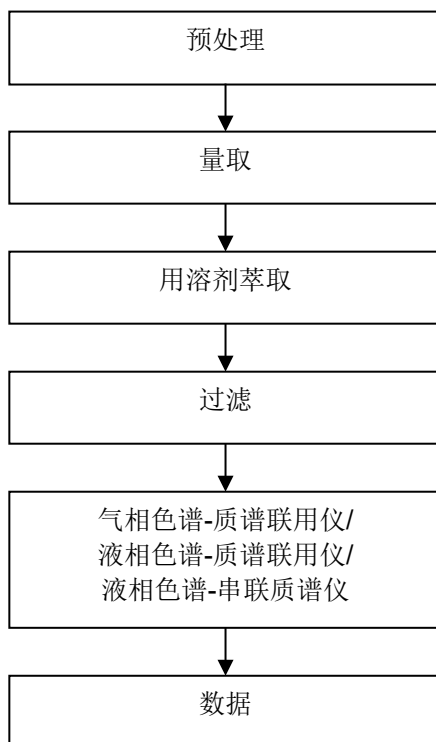 预处理
量取
用溶剂萃取
过滤
气相色谱-质谱联用仪/
液相色谱-质谱联用仪/
液相色谱-串联质谱仪
数据